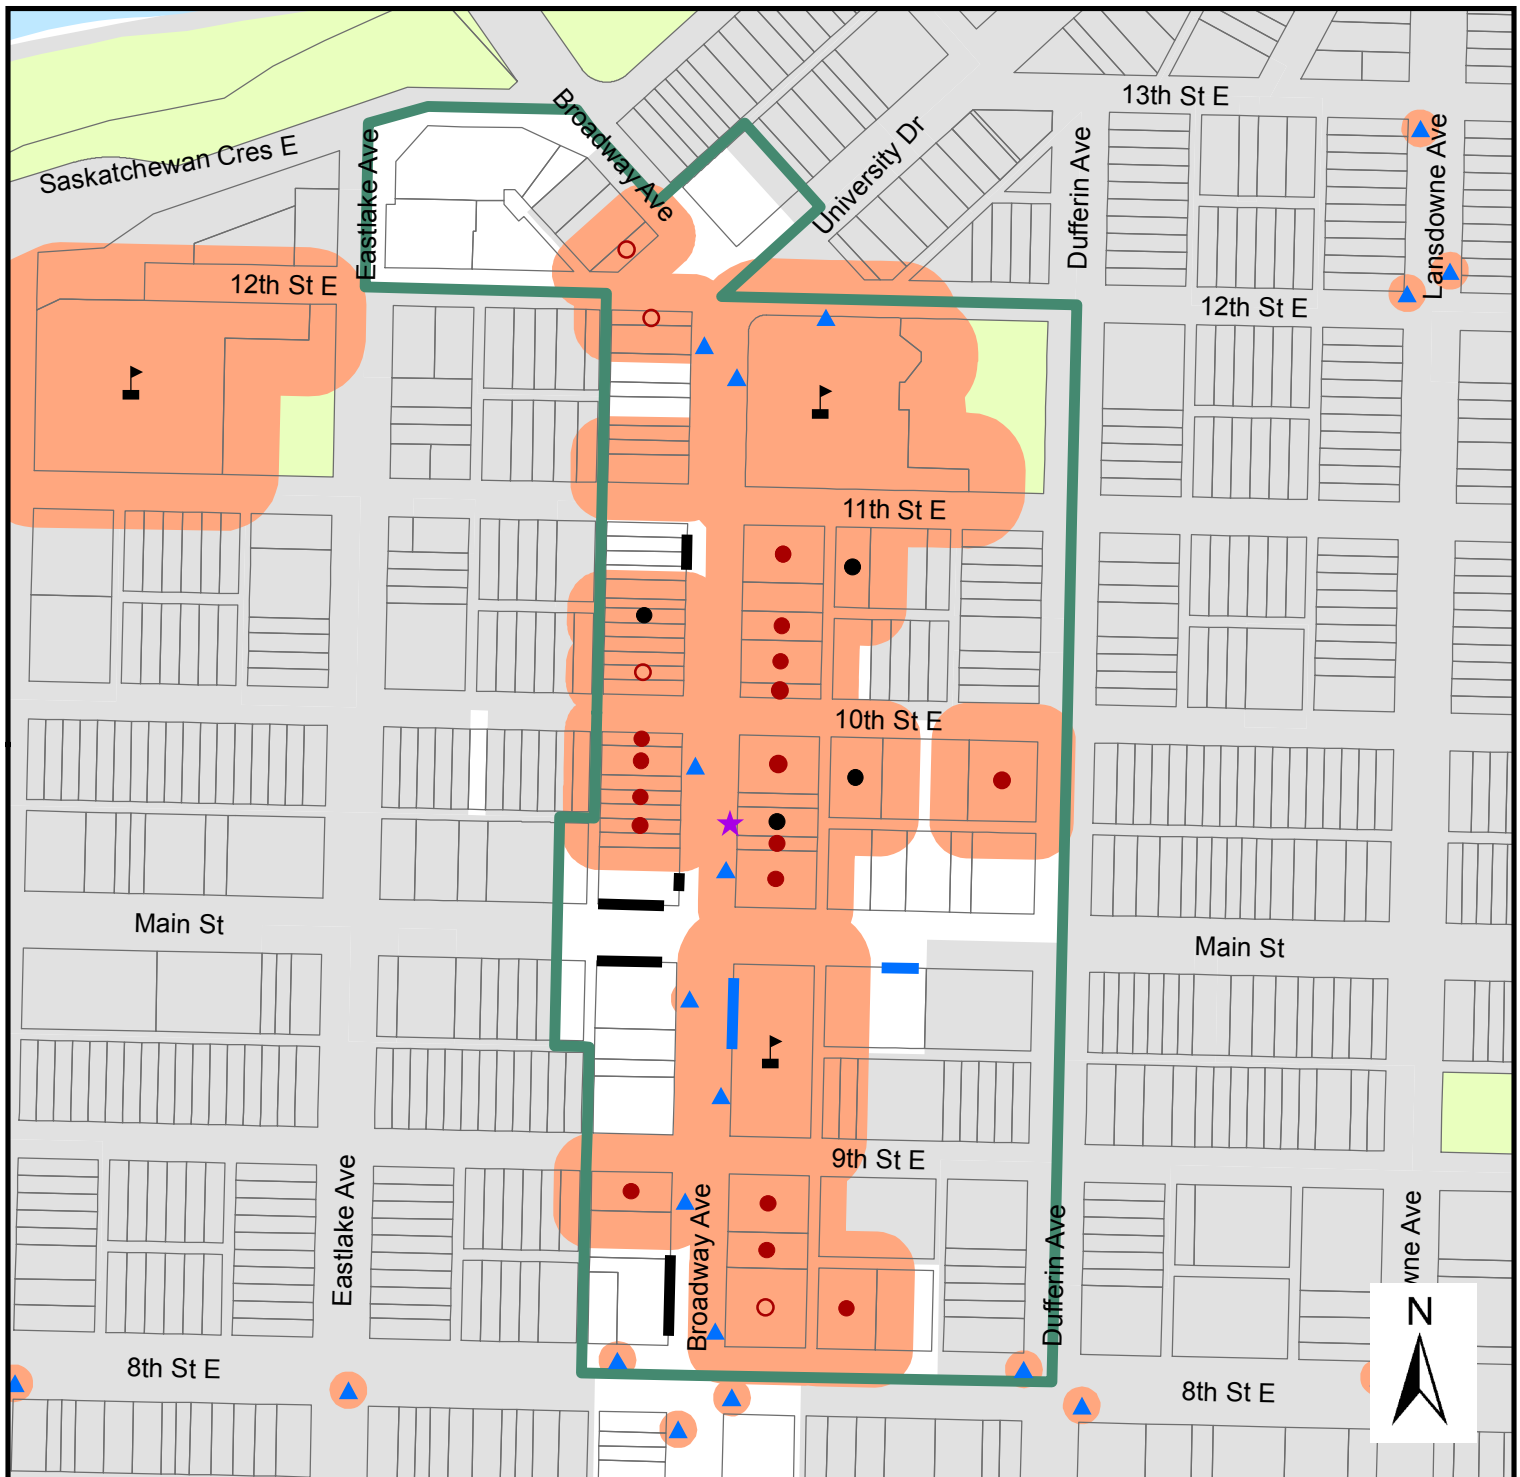 13th St E
Broadway Ave
University Dr
Dufferin Ave
Lansdowne Ave
Saskatchewan Cres E
Eastlake Ave
12th St E
12th St E
11th St E
10th St E
Main St
Main St
9th St E
Eastlake Ave
Broadway Ave
Dufferin Ave
wne Ave
N
8th St E
8th St E